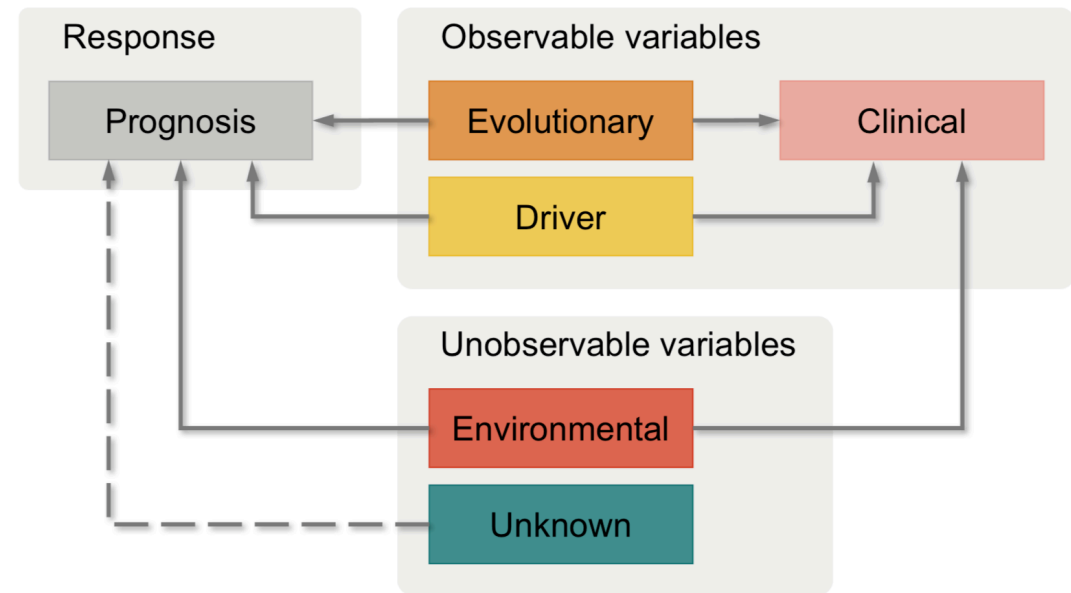 Response
Prognosis
Observable variables
Evolutionary
Clinical
Driver
Unobservable variables
Environmental
Unknown